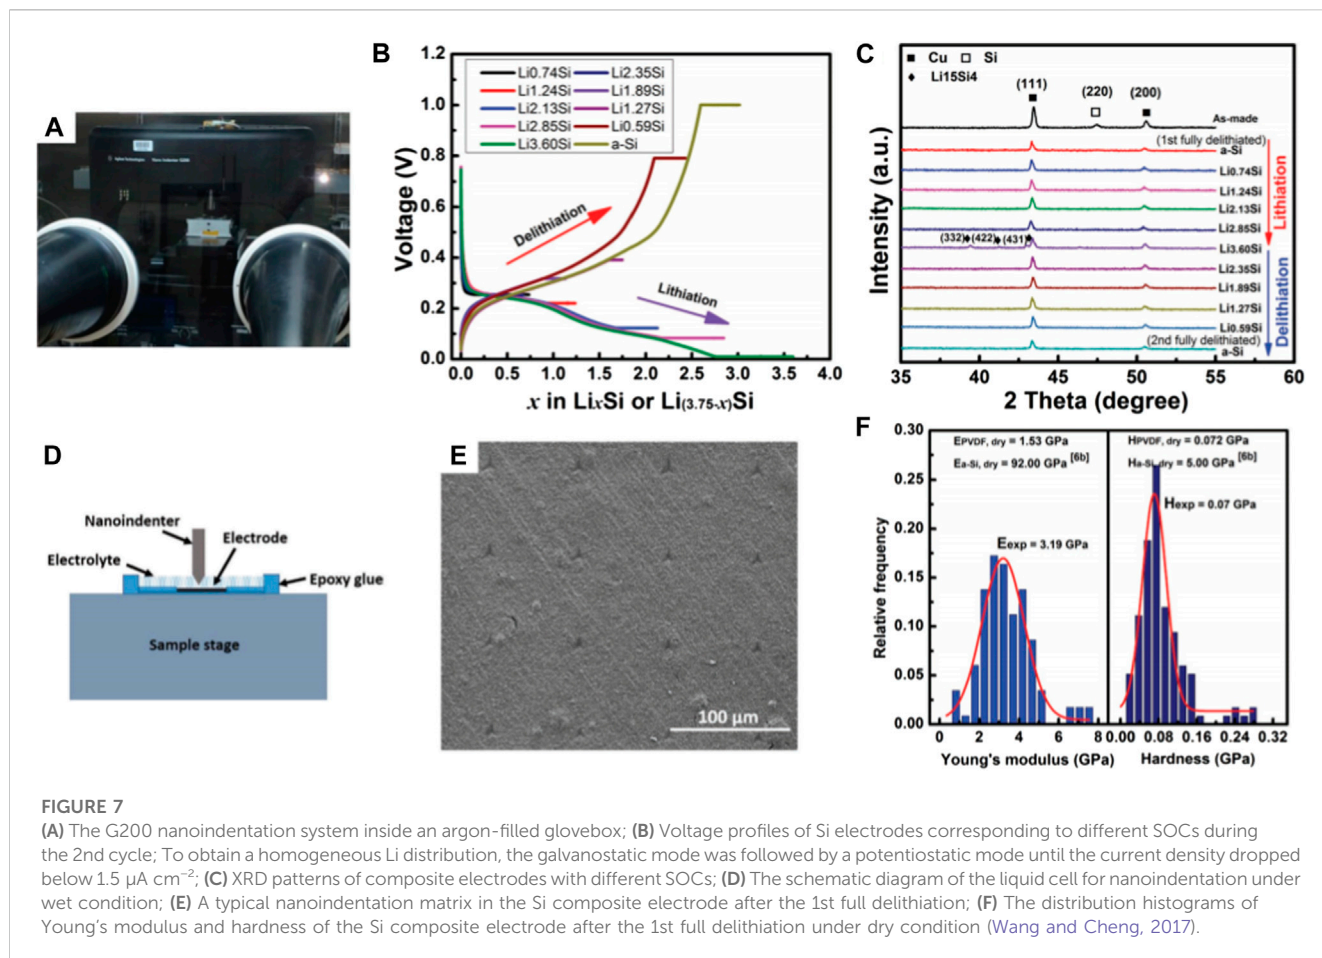 A
B
1.2
1.0
0.8
0.6
0.4
0.2
0.0
Voltage (V)
Li0.74Si
Li2.35Si
Li1.24Si
Li1.89Si
Li2.13Si
Li1.27Si
Li2.85Si
Li0.59Si
Li3.60Si
a-Si
Delithiation
Lithiation
0.0 0.5 1.0 1.5 2.0 2.5 3.0 3.5 4.0
x in LixSi or Li(3.75-x)Si
C
Intensity (a.u.)
■ Cu □ Si
◆ Li15Si4
(111)
(220)
(200)
As-made
(1st fully delithiated)
a-Si
Li0.74Si
Li1.24Si
Li2.13Si
Li2.85Si
(332) (422) (431)
Li3.60Si
Li2.35Si
Li1.89Si
Li1.27Si
Li0.59Si
(2nd fully delithiated)
a-Si
Lithiation
Delithiation
35 40 45 50 55 60
2 Theta (degree)
D
Nanoindenter
Electrode
Electrolyte
Epoxy glue
Sample stage
E
100 μm
F
0.30
0.25
0.20
0.15
0.10
0.05
0.00
Relative frequency
EPVDF, dry = 1.53 GPa
Ea-Si, dry = 92.00 GPa [6b]
Eexp = 3.19 GPa
0 2 4 6 8
Young's modulus (GPa)
HPVDF, dry = 0.072 GPa
Ha-Si, dry = 5.00 GPa [6b]
Hexp = 0.07 GPa
0.00 0.08 0.16 0.24 0.32
Hardness (GPa)
FIGURE 7
(A) The G200 nanoindentation system inside an argon-filled glovebox; (B) Voltage profiles of Si electrodes corresponding to different SOCs during
the 2nd cycle; To obtain a homogeneous Li distribution, the galvanostatic mode was followed by a potentiostatic mode until the current density dropped
below 1.5 μA cm⁻²; (C) XRD patterns of composite electrodes with different SOCs; (D) The schematic diagram of the liquid cell for nanoindentation under
wet condition; (E) A typical nanoindentation matrix in the Si composite electrode after the 1st full delithiation; (F) The distribution histograms of
Young's modulus and hardness of the Si composite electrode after the 1st full delithiation under dry condition (Wang and Cheng, 2017).